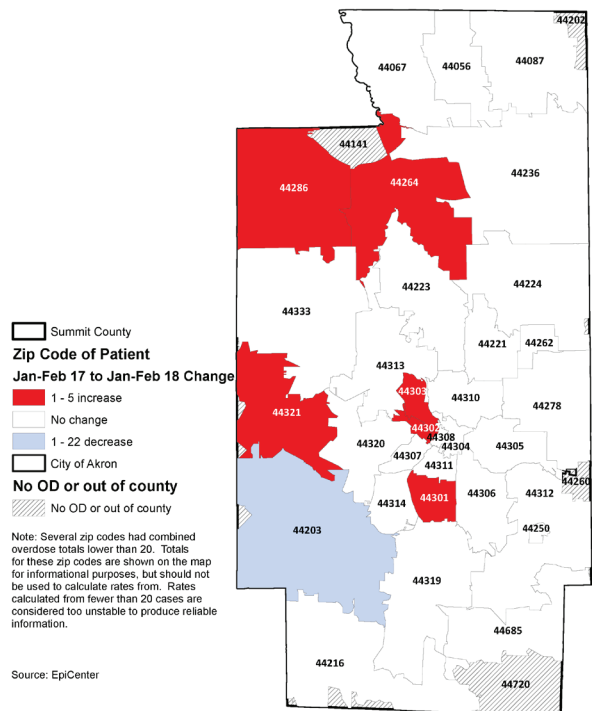 44202
44067
44056
44087
44141
44286
44264
44236
44223
44224
44333
44221
44262
44313
44303
44310
44278
44321
44302
44308
44320
44304
44305
44307
44311
44260
44301
44306
44312
44314
44203
44250
44319
44685
44216
44720
Summit County
Zip Code of Patient
Jan-Feb 17 to Jan-Feb 18 Change
1 - 5 increase
No change
1 - 22 decrease
City of Akron
No OD or out of county
No OD or out of county
Note: Several zip codes had combined
overdose totals lower than 20. Totals
for these zip codes are shown on the map
for informational purposes, but should not
be used to calculate rates from. Rates
calculated from fewer than 20 cases are
considered too unstable to produce reliable
information.
Source: EpiCenter